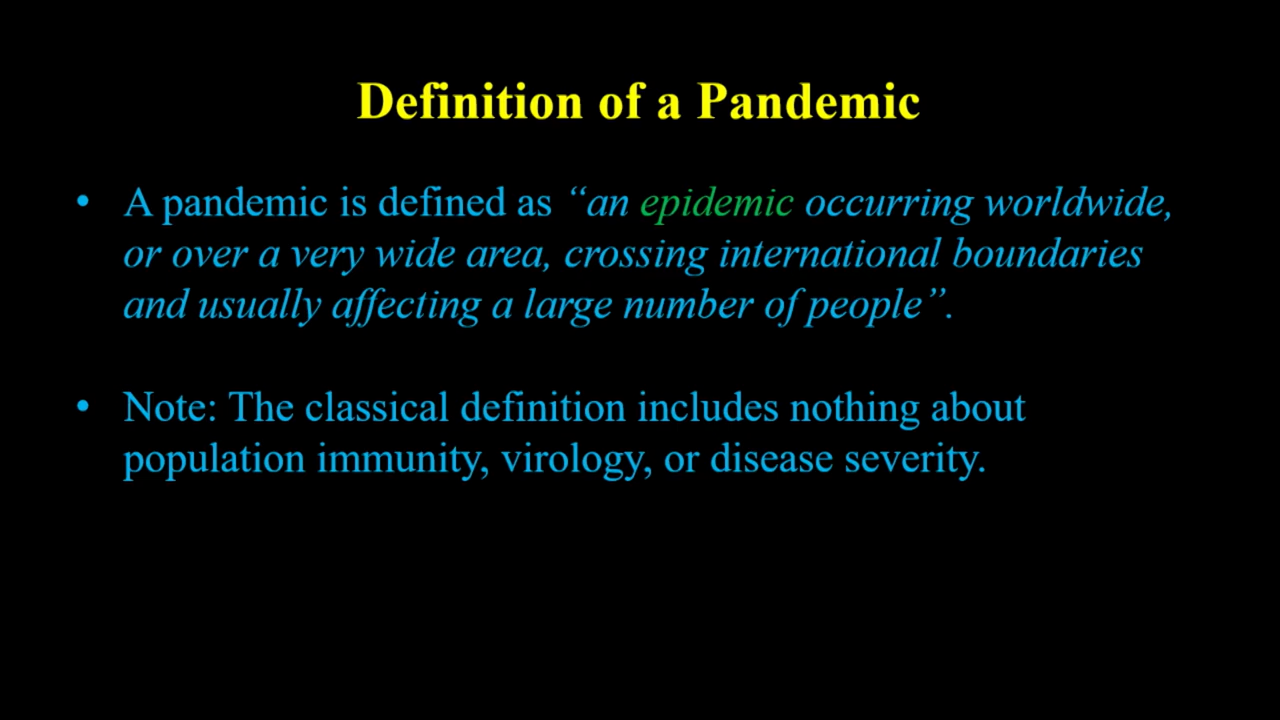 Definition of a Pandemic
• A pandemic is defined as “an epidemic occurring worldwide,
or over a very wide area, crossing international boundaries
and usually affecting a large number of people”.
• Note: The classical definition includes nothing about
population immunity, virology, or disease severity.